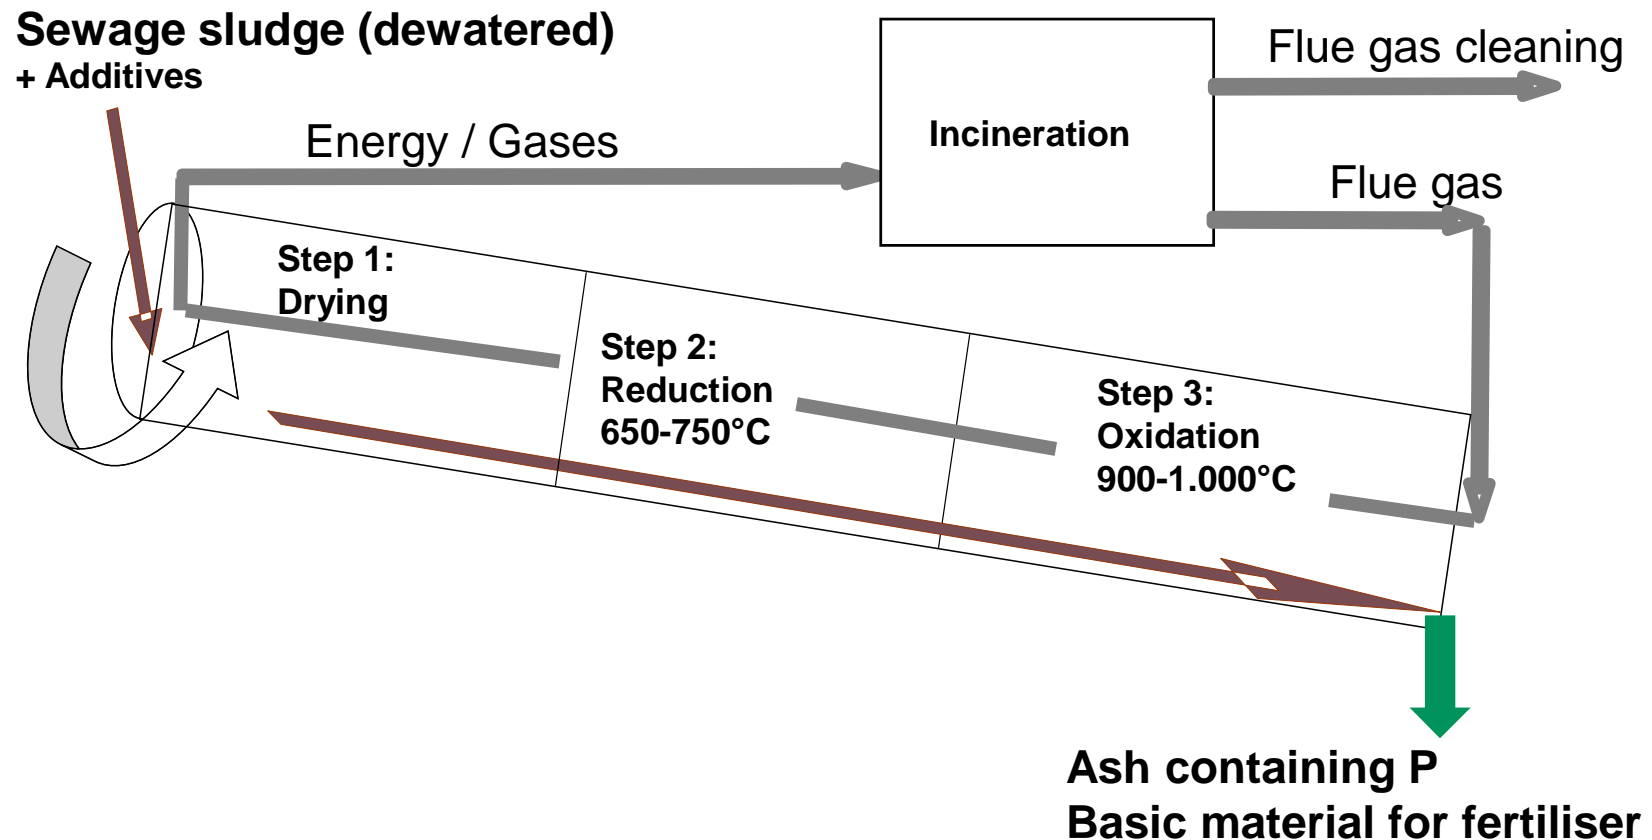 Sewage sludge (dewatered)
+ Additives
Flue gas cleaning
Energy / Gases
Incineration
Flue gas
Step 1:
Drying
Step 2:
Reduction
650-750°C
Step 3:
Oxidation
900-1.000°C
Ash containing P
Basic material for fertiliser